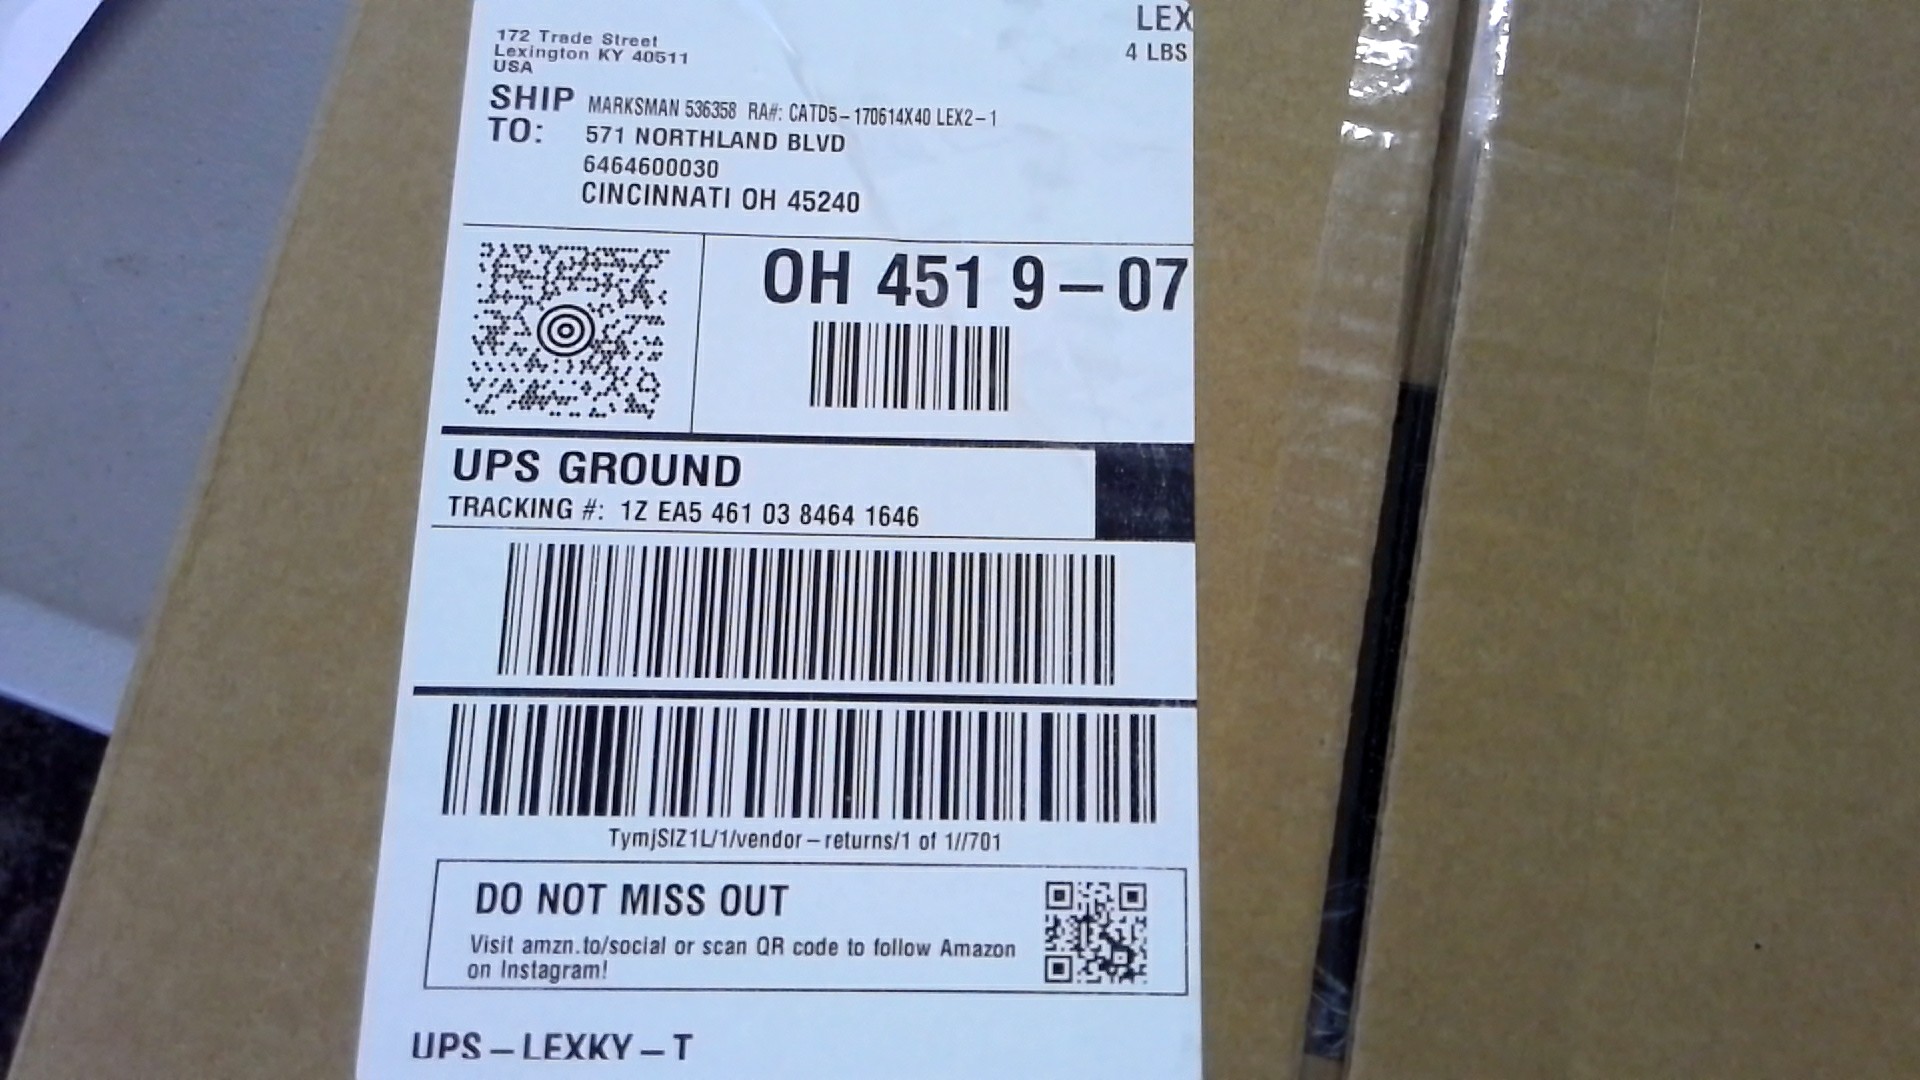 LEX
172 Trade Street
4 LBS
Lexington KY 40511
USA
SHIP TO: MARKSMAN 536358 RA#: CATD5-170614X40 LEX2-1
571 NORTHLAND BLVD
6464600030
CINCINNATI OH 45240
OH 451 9-07
UPS GROUND
TRACKING #: 1Z EA5 461 03 8464 1646
TymjSIZ1L/1/vendor-returns/1 of 1//701
DO NOT MISS OUT
Visit amzn.to/social or scan QR code to follow Amazon
on Instagram!
UPS-LEXKY-T